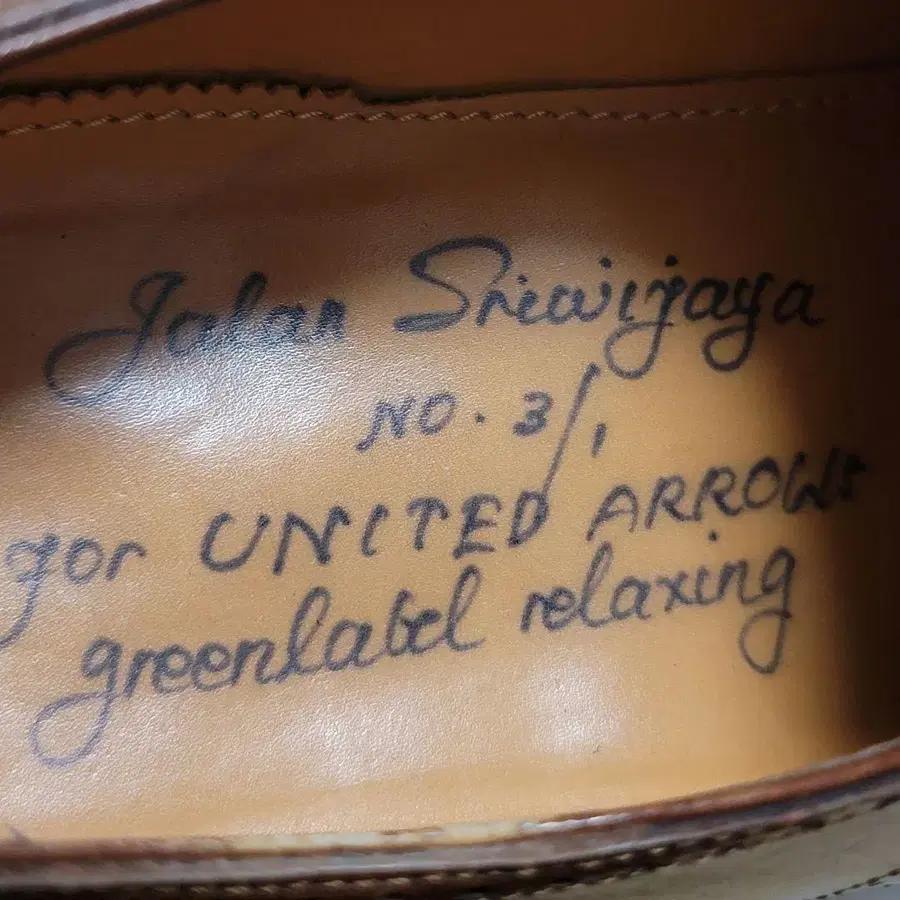 Jalan Sriwijaya
NO. 3/1
for UNITED ARROWS
greenlabel relaxing